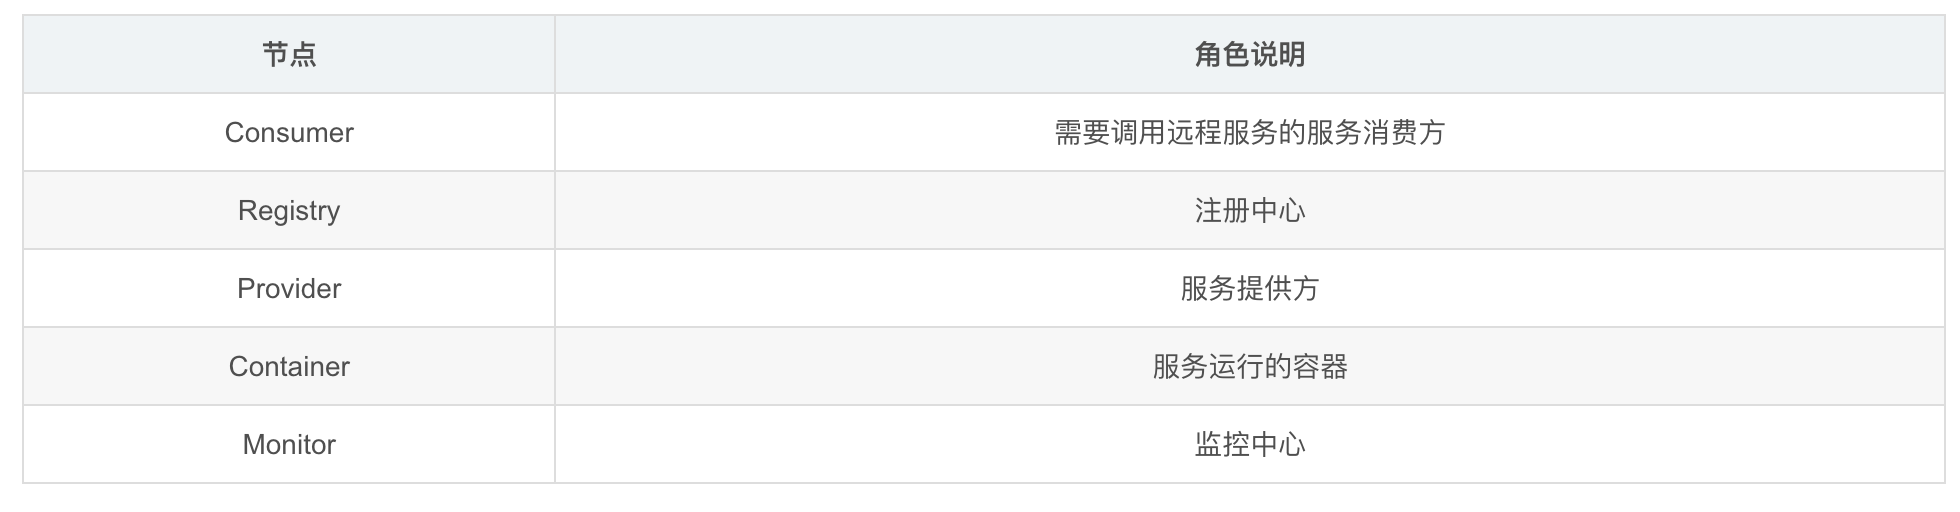 节点 角色说明
Consumer 需要调用远程服务的服务消费方
Registry 注册中心
Provider 服务提供方
Container 服务运行的容器
Monitor 监控中心